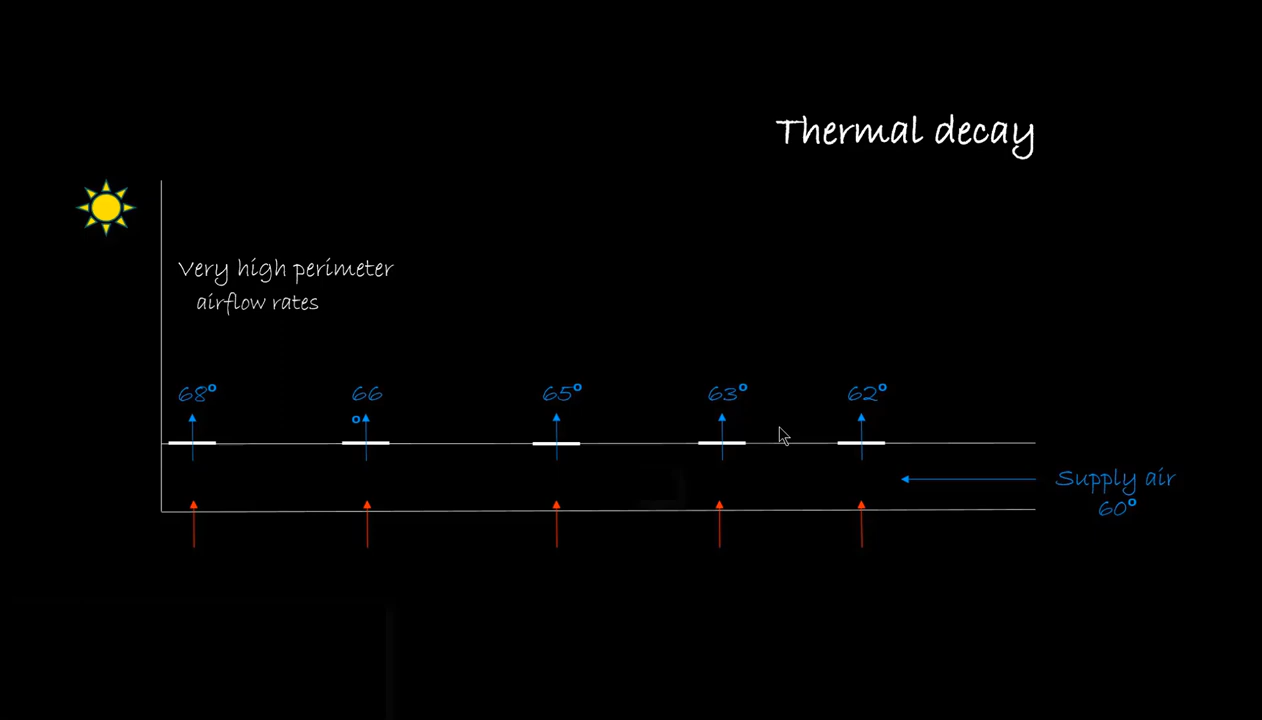 Thermal decay
Very high perimeter
airflow rates
68°
66
°
65°
63°
62°
Supply air
60°